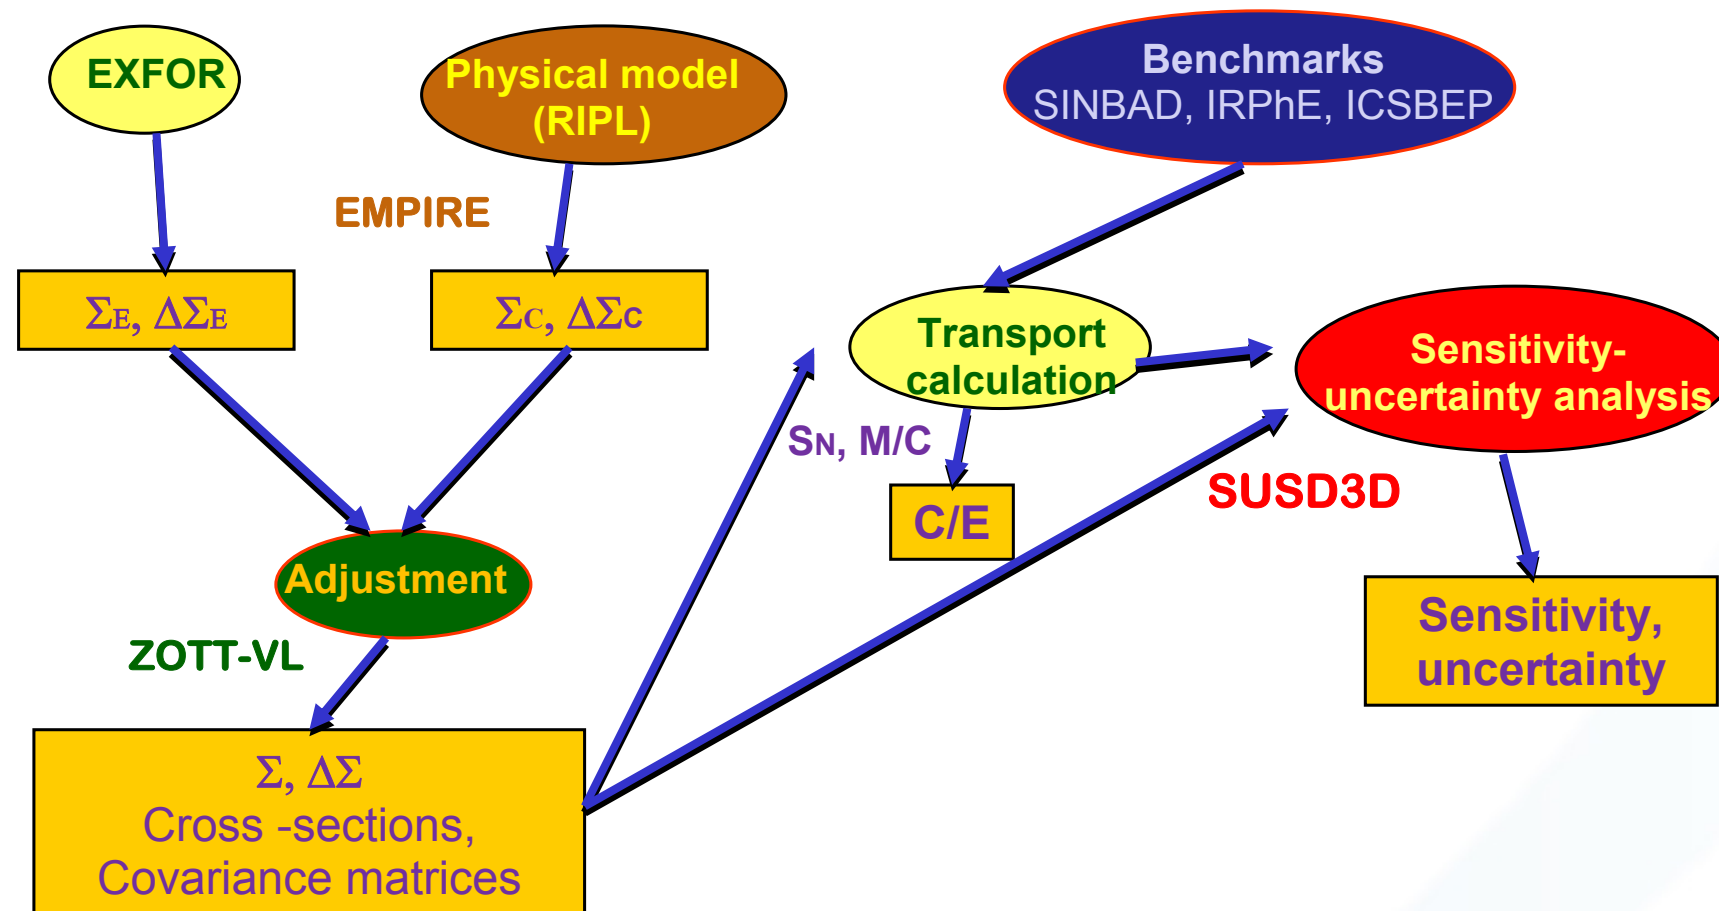 EXFOR
Physical model
(RIPL)
Benchmarks
SINBAD, IRPhE, ICSBEP
EMPIRE
ΣE, ΔΣE
ΣC, ΔΣC
Transport
calculation
Sensitivity-
uncertainty analysis
SN, M/C
SUSD3D
C/E
Adjustment
Sensitivity,
uncertainty
ZOTT-VL
Σ, ΔΣ
Cross -sections,
Covariance matrices